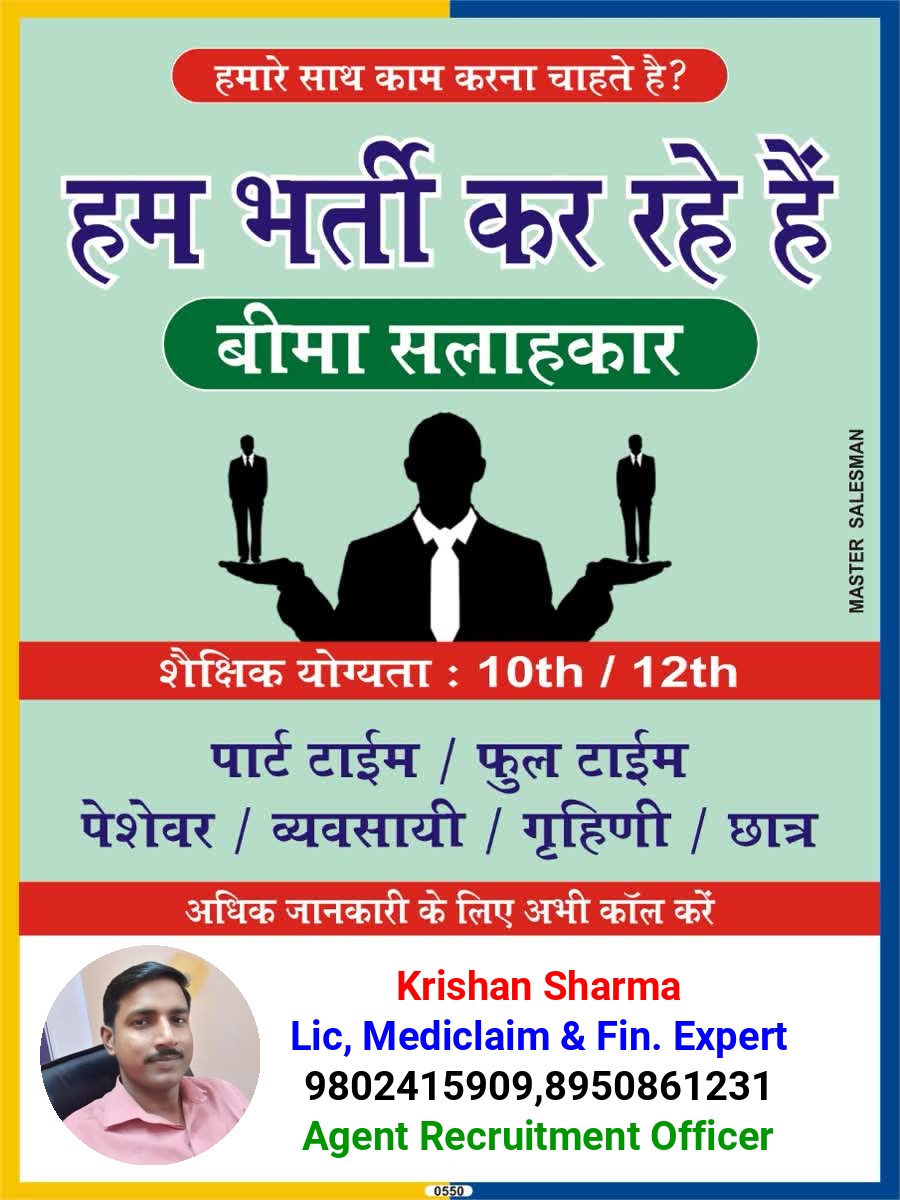 हमारे साथ काम करना चाहते है?
हम भर्ती कर रहे हैं
बीमा सलाहकार
MASTER SALESMAN
शैक्षिक योग्यता : 10th / 12th
पार्ट टाईम / फुल टाईम
पेशेवर / व्यवसायी / गृहिणी / छात्र
अधिक जानकारी के लिए अभी कॉल करें
Krishan Sharma
Lic, Mediclaim & Fin. Expert
9802415909,8950861231
Agent Recruitment Officer
0550